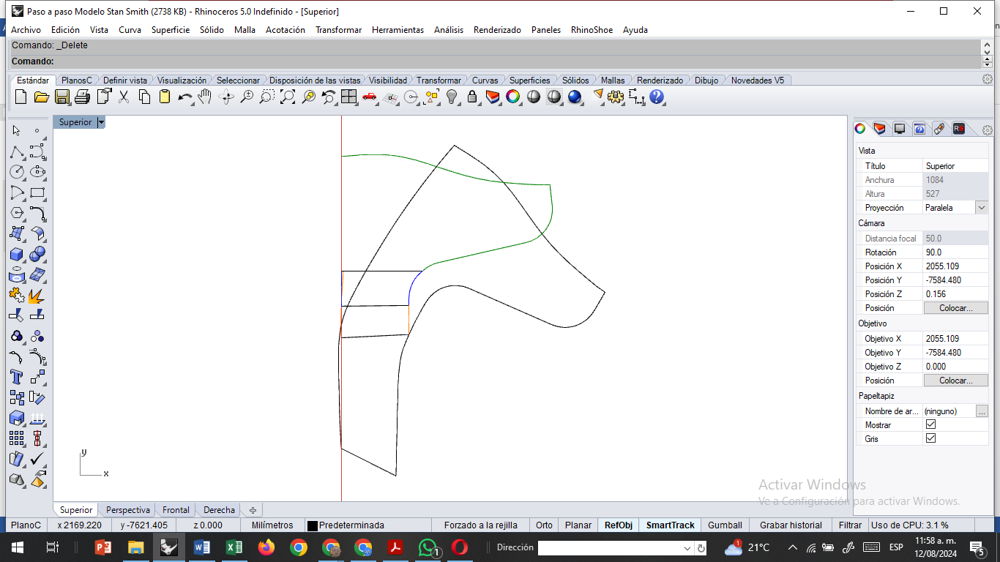 Paso a paso Modelo Stan Smith (2738 KB) - Rhinoceros 5.0 Indefinido - [Superior]
Archivo Edición Vista Curva Superficie Sólido Malla Acotación Transformar Herramientas Análisis Renderizado Paneles RhinoShoe Ayuda
Comando: _Delete
Comando:
Estándar PlanosC Definir vista Visualización Seleccionar Disposición de las vistas Visibilidad Transformar Curvas Superficies Sólidos Mallas Renderizado Dibujo Novedades V5
Superior
RS
Vista
Título Superior
Anchura 1084
Altura 527
Proyección Paralela
Cámara
Distancia focal 50.0
Rotación 90.0
Posición X 2055.109
Posición Y -7584.480
Posición Z 0.156
Posición Colocar...
Objetivo
Objetivo X 2055.109
Objetivo Y -7584.480
Objetivo Z 0.000
Posición Colocar...
Papeltapiz
Nombre de ar... (ninguno) ...
Mostrar
Gris
y
x
Activar Windows
Ve a Configuración para activar Windows.
Superior Perspectiva Frontal Derecha
PlanoC x 2169.220 y -7621.405 z 0.000 Milímetros Predeterminada Forzado a la rejilla Orto Planar RefObj SmartTrack Gumball Grabar historial Filtrar Uso de CPU: 3.1 %
Dirección 21°C ESP 11:58 a. m.
12/08/2024